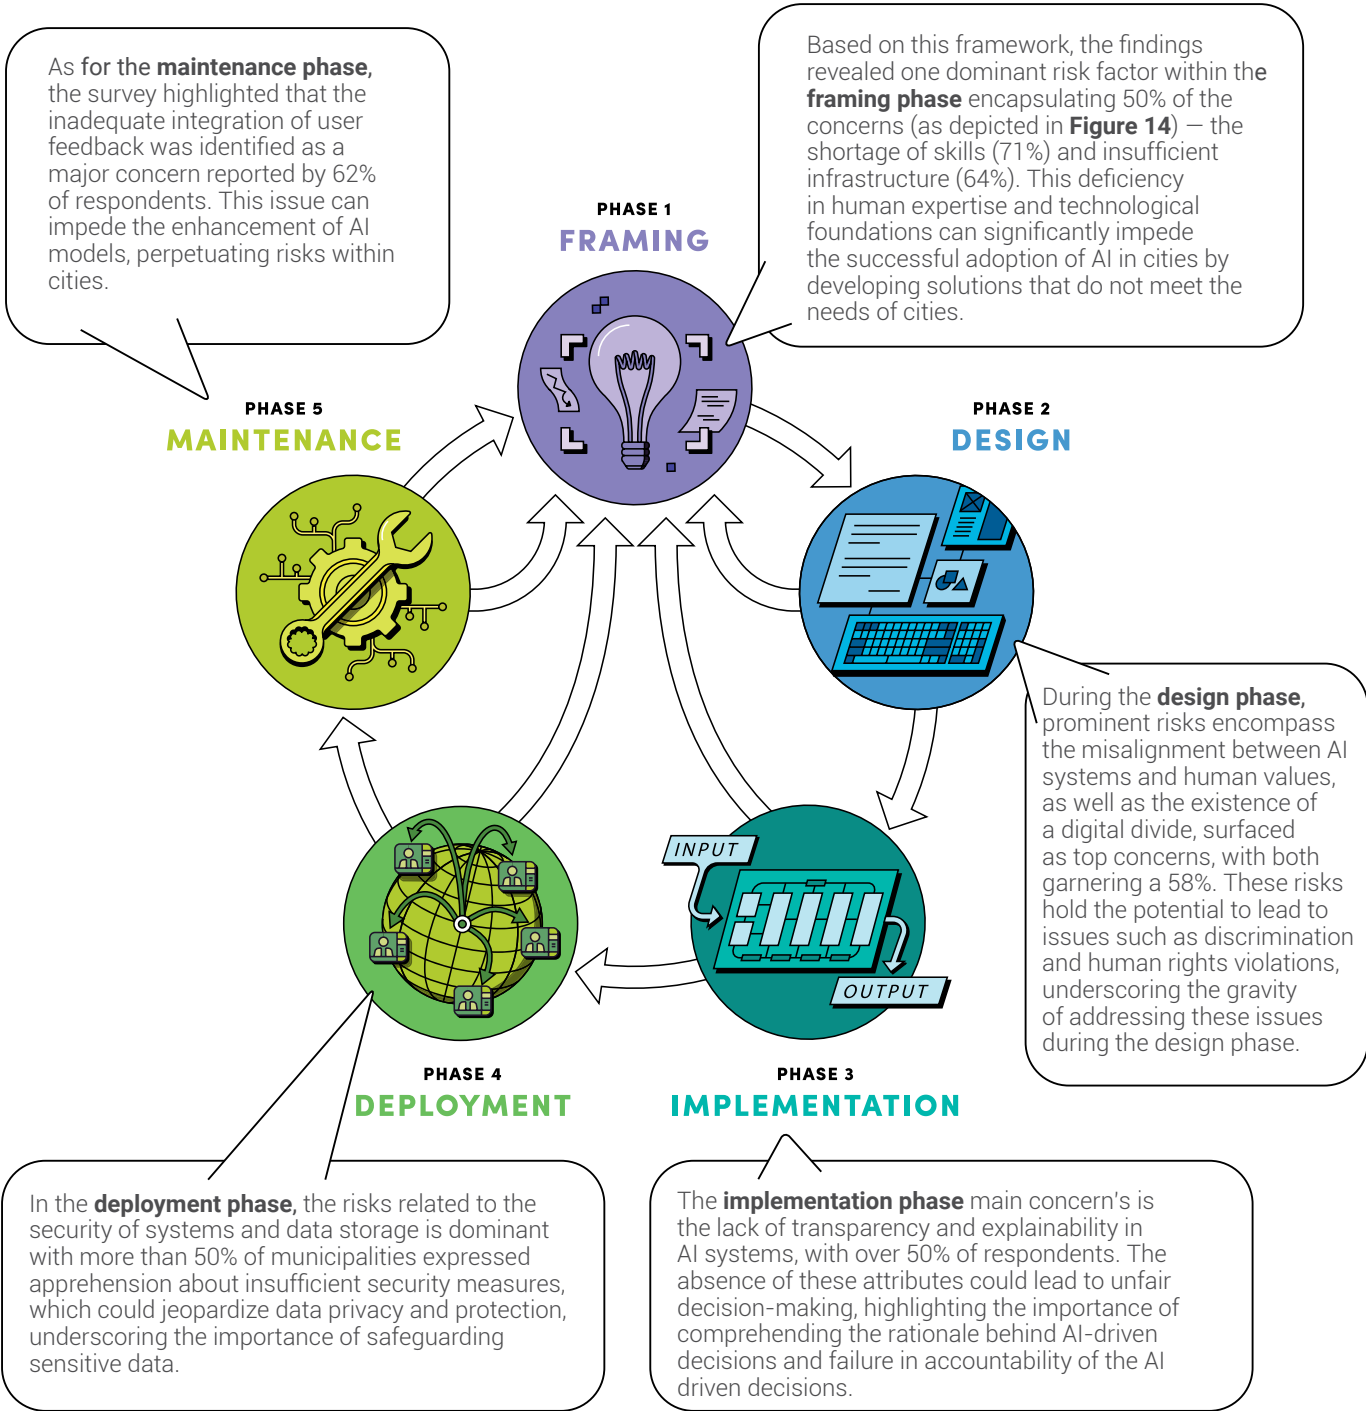 As for the maintenance phase,
the survey highlighted that the
inadequate integration of user
feedback was identified as a
major concern reported by 62%
of respondents. This issue can
impede the enhancement of AI
models, perpetuating risks within
cities.
Based on this framework, the findings
revealed one dominant risk factor within the
framing phase encapsulating 50% of the
concerns (as depicted in Figure 14) — the
shortage of skills (71%) and insufficient
infrastructure (64%). This deficiency
in human expertise and technological
foundations can significantly impede
the successful adoption of AI in cities by
developing solutions that do not meet the
needs of cities.
PHASE 1
FRAMING
PHASE 5
MAINTENANCE
PHASE 2
DESIGN
During the design phase,
prominent risks encompass
the misalignment between AI
systems and human values,
as well as the existence of
a digital divide, surfaced
as top concerns, with both
garnering a 58%. These risks
hold the potential to lead to
issues such as discrimination
and human rights violations,
underscoring the gravity
of addressing these issues
during the design phase.
INPUT
OUTPUT
PHASE 4
DEPLOYMENT
PHASE 3
IMPLEMENTATION
In the deployment phase, the risks related to the
security of systems and data storage is dominant
with more than 50% of municipalities expressed
apprehension about insufficient security measures,
which could jeopardize data privacy and protection,
underscoring the importance of safeguarding
sensitive data.
The implementation phase main concern's is
the lack of transparency and explainability in
AI systems, with over 50% of respondents. The
absence of these attributes could lead to unfair
decision-making, highlighting the importance of
comprehending the rationale behind AI-driven
decisions and failure in accountability of the AI
driven decisions.